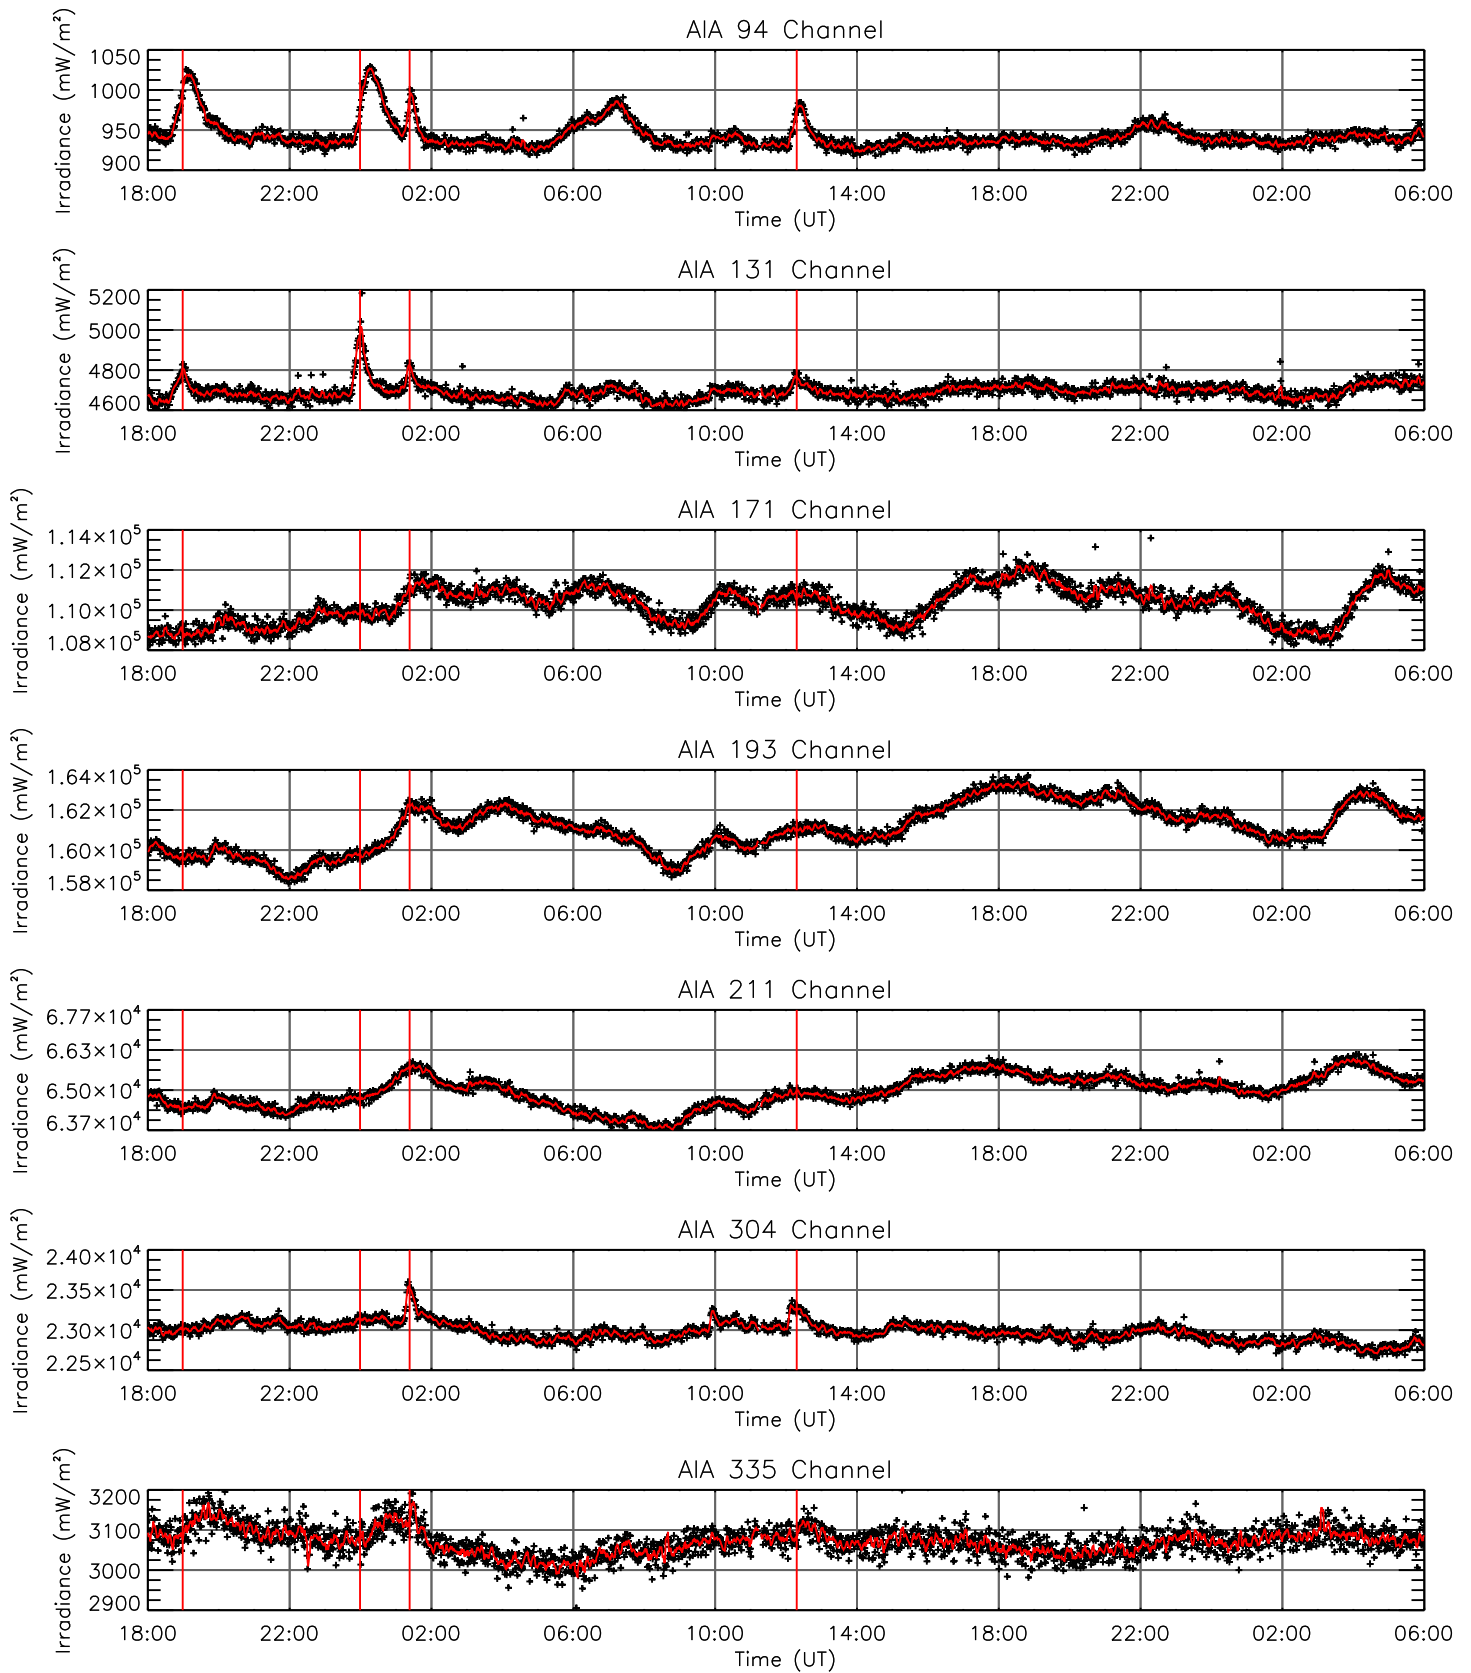 AIA 94 Channel
Irradiance (mW/m²)
1050
1000
950
900
18:00 22:00 02:00 06:00 10:00 14:00 18:00 22:00 02:00 06:00
Time (UT)
AIA 131 Channel
Irradiance (mW/m²)
5200
5000
4800
4600
18:00 22:00 02:00 06:00 10:00 14:00 18:00 22:00 02:00 06:00
Time (UT)
AIA 171 Channel
Irradiance (mW/m²)
1.14×10⁵
1.12×10⁵
1.10×10⁵
1.08×10⁵
18:00 22:00 02:00 06:00 10:00 14:00 18:00 22:00 02:00 06:00
Time (UT)
AIA 193 Channel
Irradiance (mW/m²)
1.64×10⁵
1.62×10⁵
1.60×10⁵
1.58×10⁵
18:00 22:00 02:00 06:00 10:00 14:00 18:00 22:00 02:00 06:00
Time (UT)
AIA 211 Channel
Irradiance (mW/m²)
6.77×10⁴
6.63×10⁴
6.50×10⁴
6.37×10⁴
18:00 22:00 02:00 06:00 10:00 14:00 18:00 22:00 02:00 06:00
Time (UT)
AIA 304 Channel
Irradiance (mW/m²)
2.40×10⁴
2.35×10⁴
2.30×10⁴
2.25×10⁴
18:00 22:00 02:00 06:00 10:00 14:00 18:00 22:00 02:00 06:00
Time (UT)
AIA 335 Channel
Irradiance (mW/m²)
3200
3100
3000
2900
18:00 22:00 02:00 06:00 10:00 14:00 18:00 22:00 02:00 06:00
Time (UT)